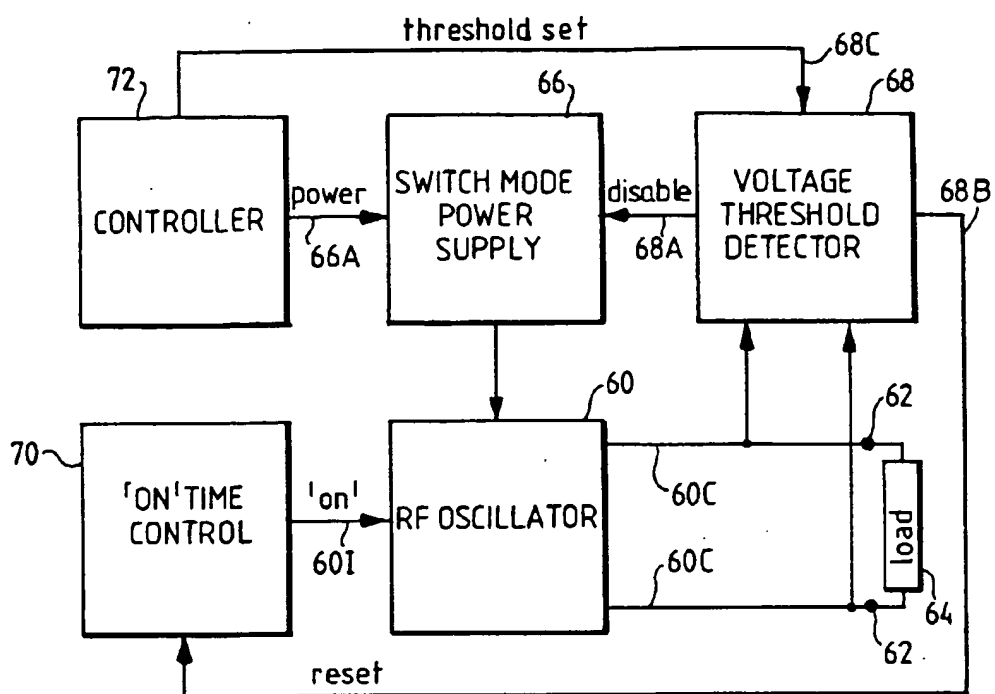 threshold set
68C
72
66
68
CONTROLLER
power
66A
SWITCH MODE
POWER
SUPPLY
disable
68A
VOLTAGE
THRESHOLD
DETECTOR
68B
60
62
70
'ON' TIME
CONTROL
'on'
60I
RF OSCILLATOR
60C
60C
load
64
62
reset